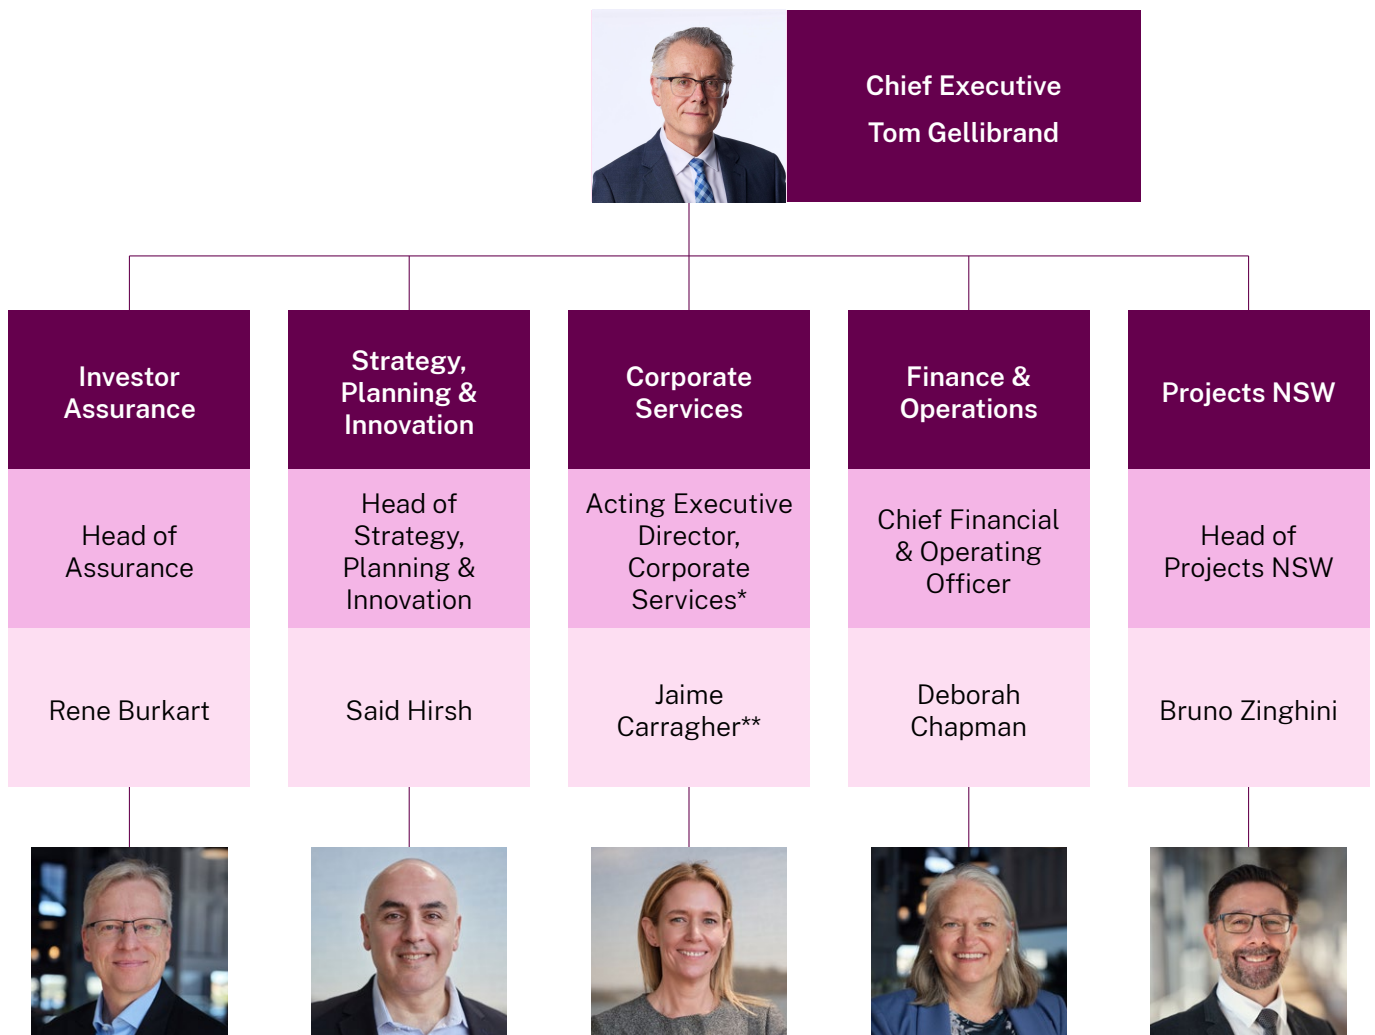 Chief Executive
Tom Gellibrand
Investor
Assurance
Strategy,
Planning &
Innovation
Corporate
Services
Finance &
Operations
Projects NSW
Head of
Assurance
Head of
Strategy,
Planning &
Innovation
Acting Executive
Director,
Corporate
Services*
Chief Financial
& Operating
Officer
Head of
Projects NSW
Rene Burkart
Said Hirsh
Jaime
Carragher**
Deborah
Chapman
Bruno Zinghini